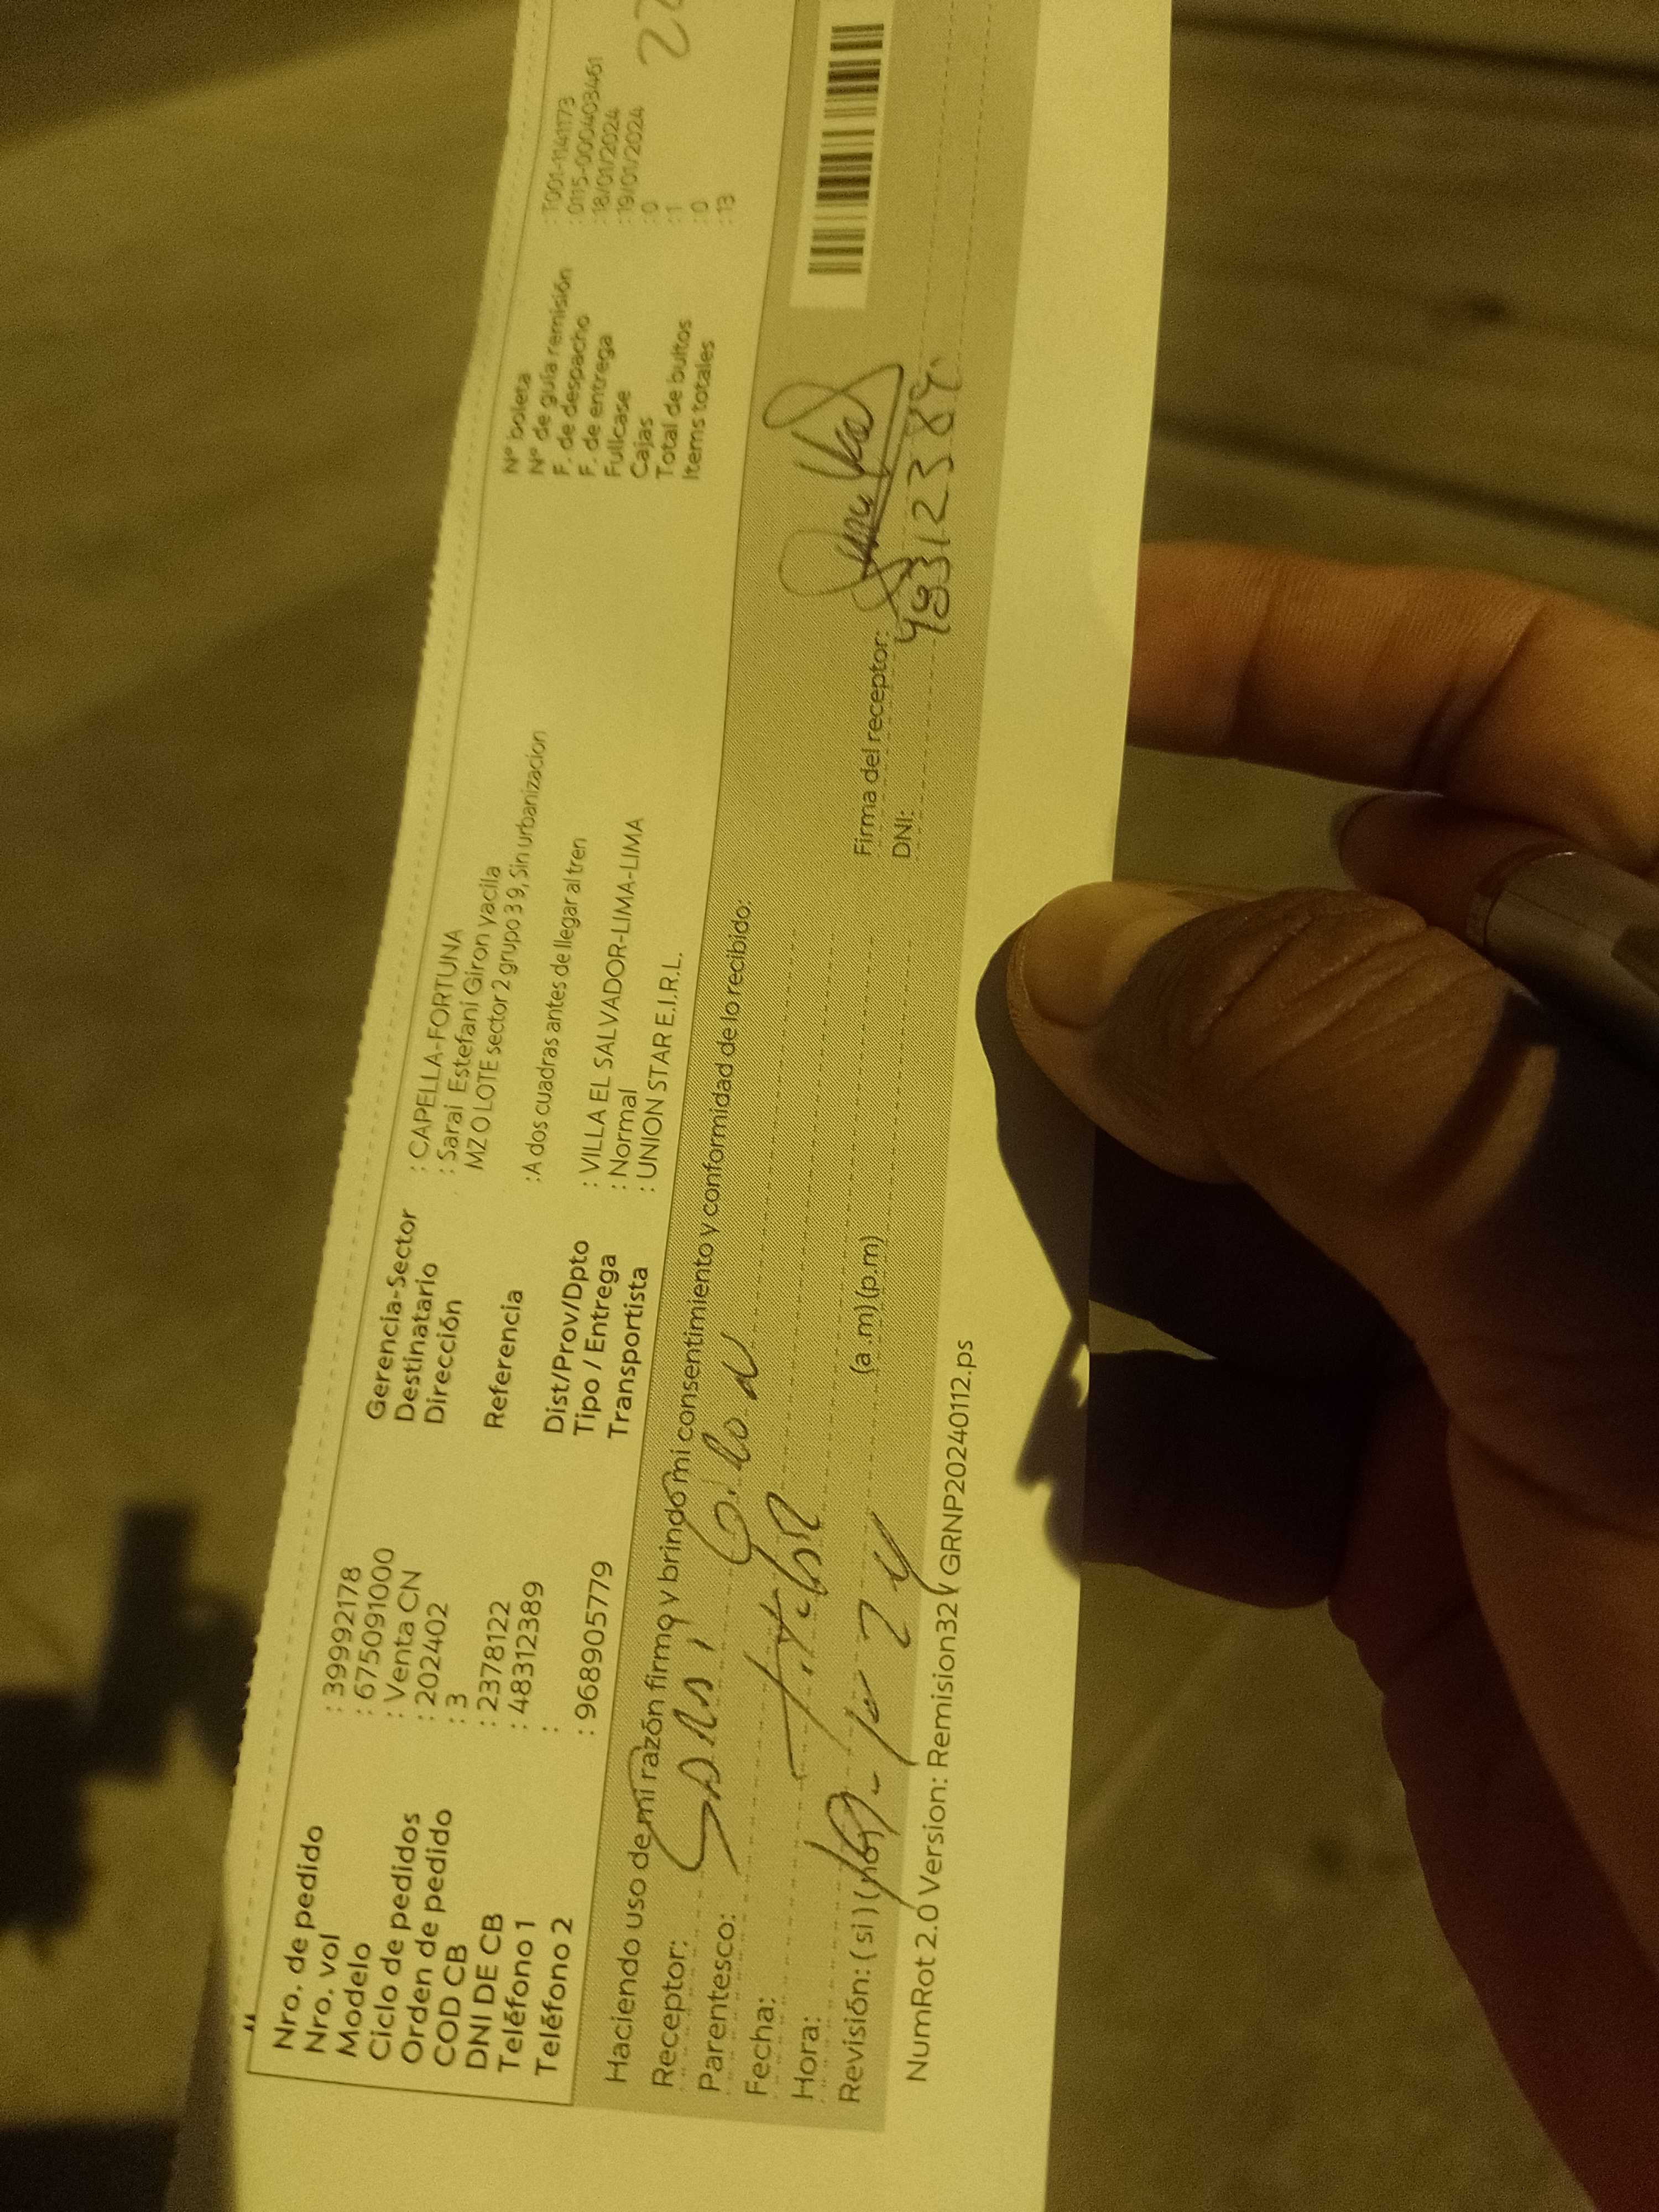 Nro. de pedido : 39992178
Nro. vol : 6750910​00
Modelo : Venta CN
Ciclo de pedidos : 202402
Orden de pedido : 3
COD CB : 2378122
DNI DE CB : 48312389
Teléfono 1 :
Teléfono 2 : 968905779
Gerencia-Sector : CAPELLA-FORTUNA
Destinatario : Sarai Estefani Giron yacila
Dirección MZ O LOTE sector 2 grupo 3 9, Sin urbanizacion
Referencia :A dos cuadras antes de llegar al tren
Dist/Prov/Dpto : VILLA EL SALVADOR-LIMA-LIMA
Tipo / Entrega : Normal
Transportista : UNION STAR E.I.R.L.
Nº boleta : T001-1141173
Nº de guía remisión : 0115-000403461
F. de despacho : 18/01/2024
F. de entrega : 19/01/2024
Fullcase : 0
Cajas : 1
Total de bultos : 0
Items totales : 13
Haciendo uso de mi razón firmo y brindo mi consentimiento y conformidad de lo recibido:
Receptor:
Parentesco:
Fecha:
Hora:
Revisión: ( si ) ( no ) (a .m) (p.m)
Firma del receptor:
DNI: 48312389
NumRot 2.0 Version: Remision32 GRNP20240112.ps